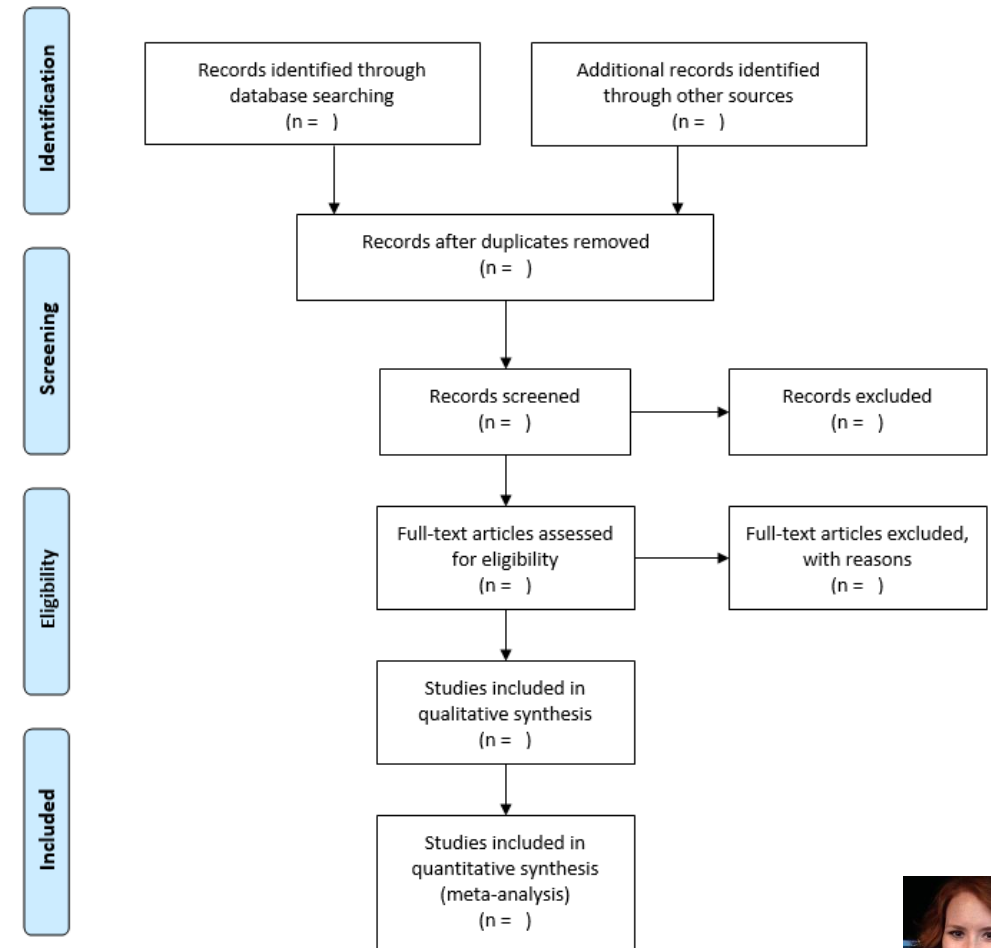 Identification
Records identified through
database searching
(n =   )
Additional records identified
through other sources
(n =   )
Records after duplicates removed
(n =   )
Screening
Records screened
(n =   )
Records excluded
(n =   )
Eligibility
Full-text articles assessed
for eligibility
(n =   )
Full-text articles excluded,
with reasons
(n =   )
Studies included in
qualitative synthesis
(n =   )
Included
Studies included in
quantitative synthesis
(meta-analysis)
(n =   )